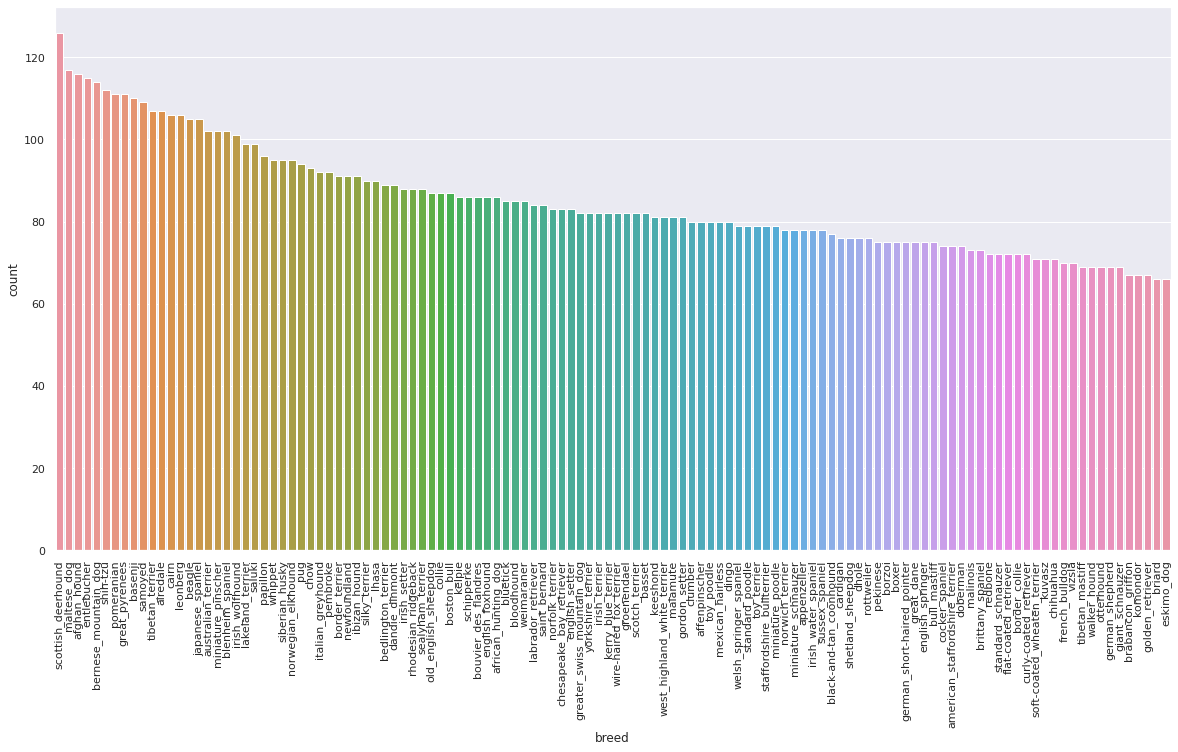 120
100
80
60
40
20
0
count
scottish_deerhound
maltese_dog
afghan_hound
entlebucher
bernese_mountain_dog
shih-tzu
pomeranian
great_pyrenees
basenji
samoyed
tibetan_terrier
airedale
cairn
leonberg
beagle
japanese_spaniel
australian_terrier
miniature_pinscher
blenheim_spaniel
irish_wolfhound
lakeland_terrier
saluki
papillon
whippet
siberian_husky
norwegian_elkhound
pug
chow
italian_greyhound
pembroke
border_terrier
newfoundland
ibizan_hound
silky_terrier
lhasa
bedlington_terrier
dandie_dinmont
irish_setter
rhodesian_ridgeback
sealyham_terrier
old_english_sheepdog
collie
boston_bull
kelpie
schipperke
bouvier_des_flandres
english_foxhound
african_hunting_dog
bluetick
bloodhound
weimaraner
labrador_retriever
saint_bernard
norfolk_terrier
chesapeake_bay_retriever
english_setter
greater_swiss_mountain_dog
yorkshire_terrier
irish_terrier
kerry_blue_terrier
wire-haired_fox_terrier
groenendael
scotch_terrier
basset
keeshond
west_highland_white_terrier
malamute
gordon_setter
clumber
affenpinscher
toy_poodle
mexican_hairless
dingo
welsh_springer_spaniel
standard_poodle
toy_terrier
staffordshire_bullterrier
miniature_poodle
norwich_terrier
miniature_schnauzer
appenzeller
irish_water_spaniel
sussex_spaniel
black-and-tan_coonhound
cardigan
shetland_sheepdog
dhole
rottweiler
pekinese
borzoi
boxer
german_short-haired_pointer
great_dane
english_springer
bull_mastiff
cocker_spaniel
american_staffordshire_terrier
doberman
malinois
brittany_spaniel
redbone
standard_schnauzer
flat-coated_retriever
border_collie
curly-coated_retriever
soft-coated_wheaten_terrier
kuvasz
chihuahua
french_bulldog
vizsla
tibetan_mastiff
walker_hound
otterhound
german_shepherd
giant_schnauzer
brabancon_griffon
komondor
golden_retriever
briard
eskimo_dog
breed